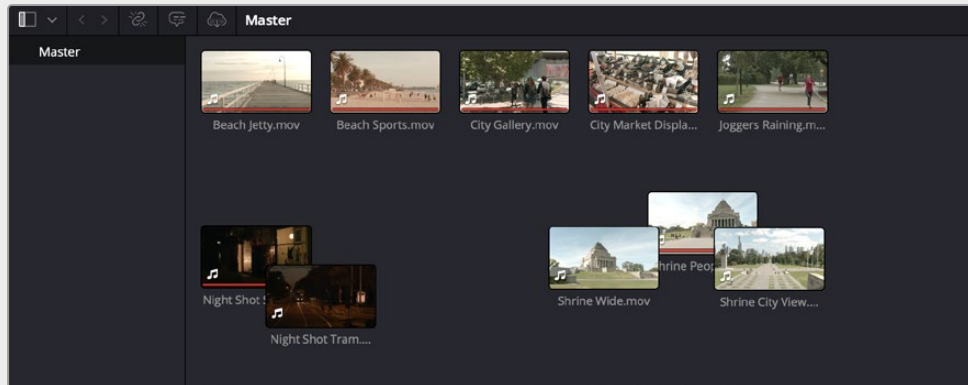 Master
Master
Beach Jetty.mov
Beach Sports.mov
City Gallery.mov
City Market Displa...
Joggers Raining.m...
Night Shot
Shrine Wide.mov
hrine Peop
Shrine City View....
Night Shot Tram....